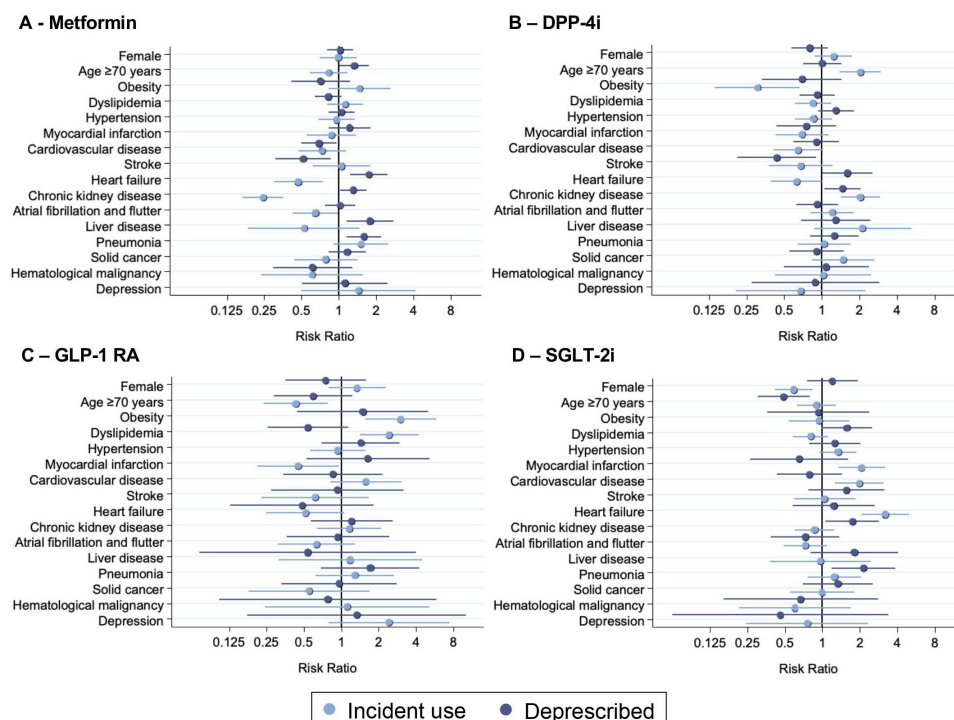 A - Metformin
Female
Age ≥70 years
Obesity
Dyslipidemia
Hypertension
Myocardial infarction
Cardiovascular disease
Stroke
Heart failure
Chronic kidney disease
Atrial fibrillation and flutter
Liver disease
Pneumonia
Solid cancer
Hematological malignancy
Depression
0.125 0.25 0.5 1 2 4 8
Risk Ratio
B – DPP-4i
Female
Age ≥70 years
Obesity
Dyslipidemia
Hypertension
Myocardial infarction
Cardiovascular disease
Stroke
Heart failure
Chronic kidney disease
Atrial fibrillation and flutter
Liver disease
Pneumonia
Solid cancer
Hematological malignancy
Depression
0.125 0.25 0.5 1 2 4 8
Risk Ratio
C – GLP-1 RA
Female
Age ≥70 years
Obesity
Dyslipidemia
Hypertension
Myocardial infarction
Cardiovascular disease
Stroke
Heart failure
Chronic kidney disease
Atrial fibrillation and flutter
Liver disease
Pneumonia
Solid cancer
Hematological malignancy
Depression
0.125 0.25 0.5 1 2 4 8
Risk Ratio
D – SGLT-2i
Female
Age ≥70 years
Obesity
Dyslipidemia
Hypertension
Myocardial infarction
Cardiovascular disease
Stroke
Heart failure
Chronic kidney disease
Atrial fibrillation and flutter
Liver disease
Pneumonia
Solid cancer
Hematological malignancy
Depression
0.125 0.25 0.5 1 2 4 8
Risk Ratio
Incident use Deprescribed